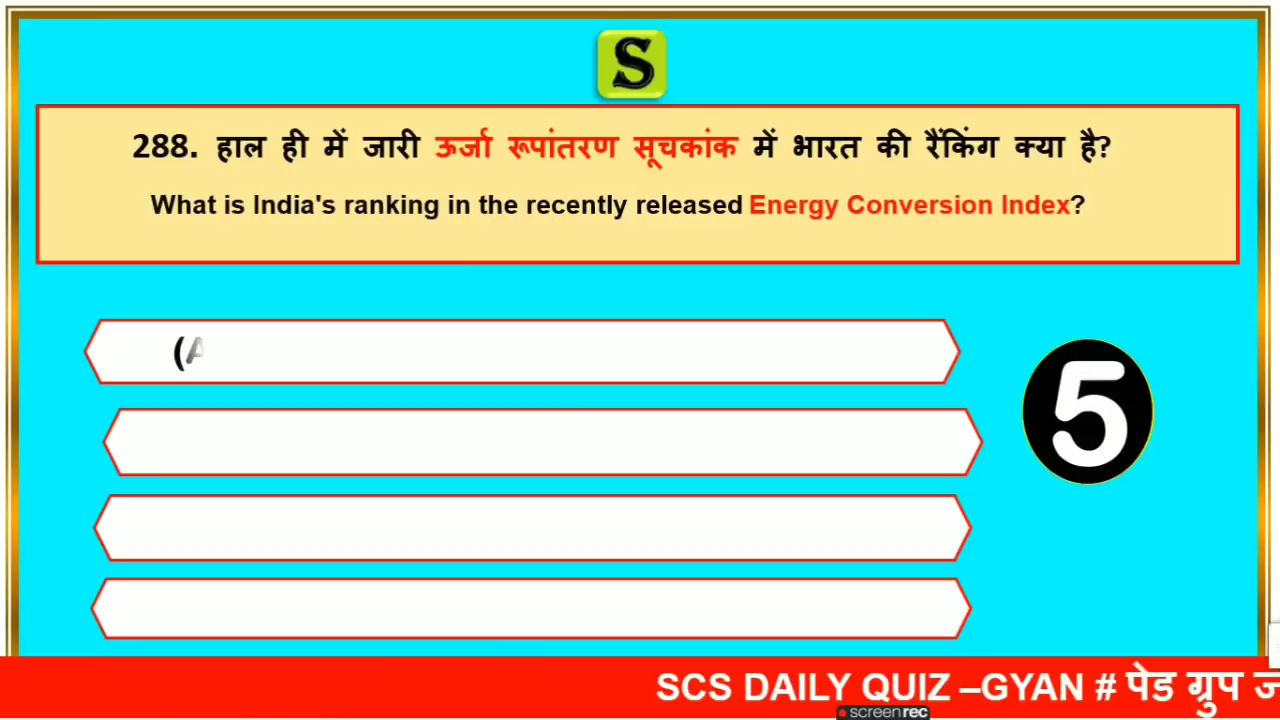 S
288. हाल ही में जारी ऊर्जा रूपांतरण सूचकांक में भारत की रैंकिंग क्या है?
What is India's ranking in the recently released Energy Conversion Index?
(A
5
SCS DAILY QUIZ –GYAN # पेड ग्रुप
screenrec